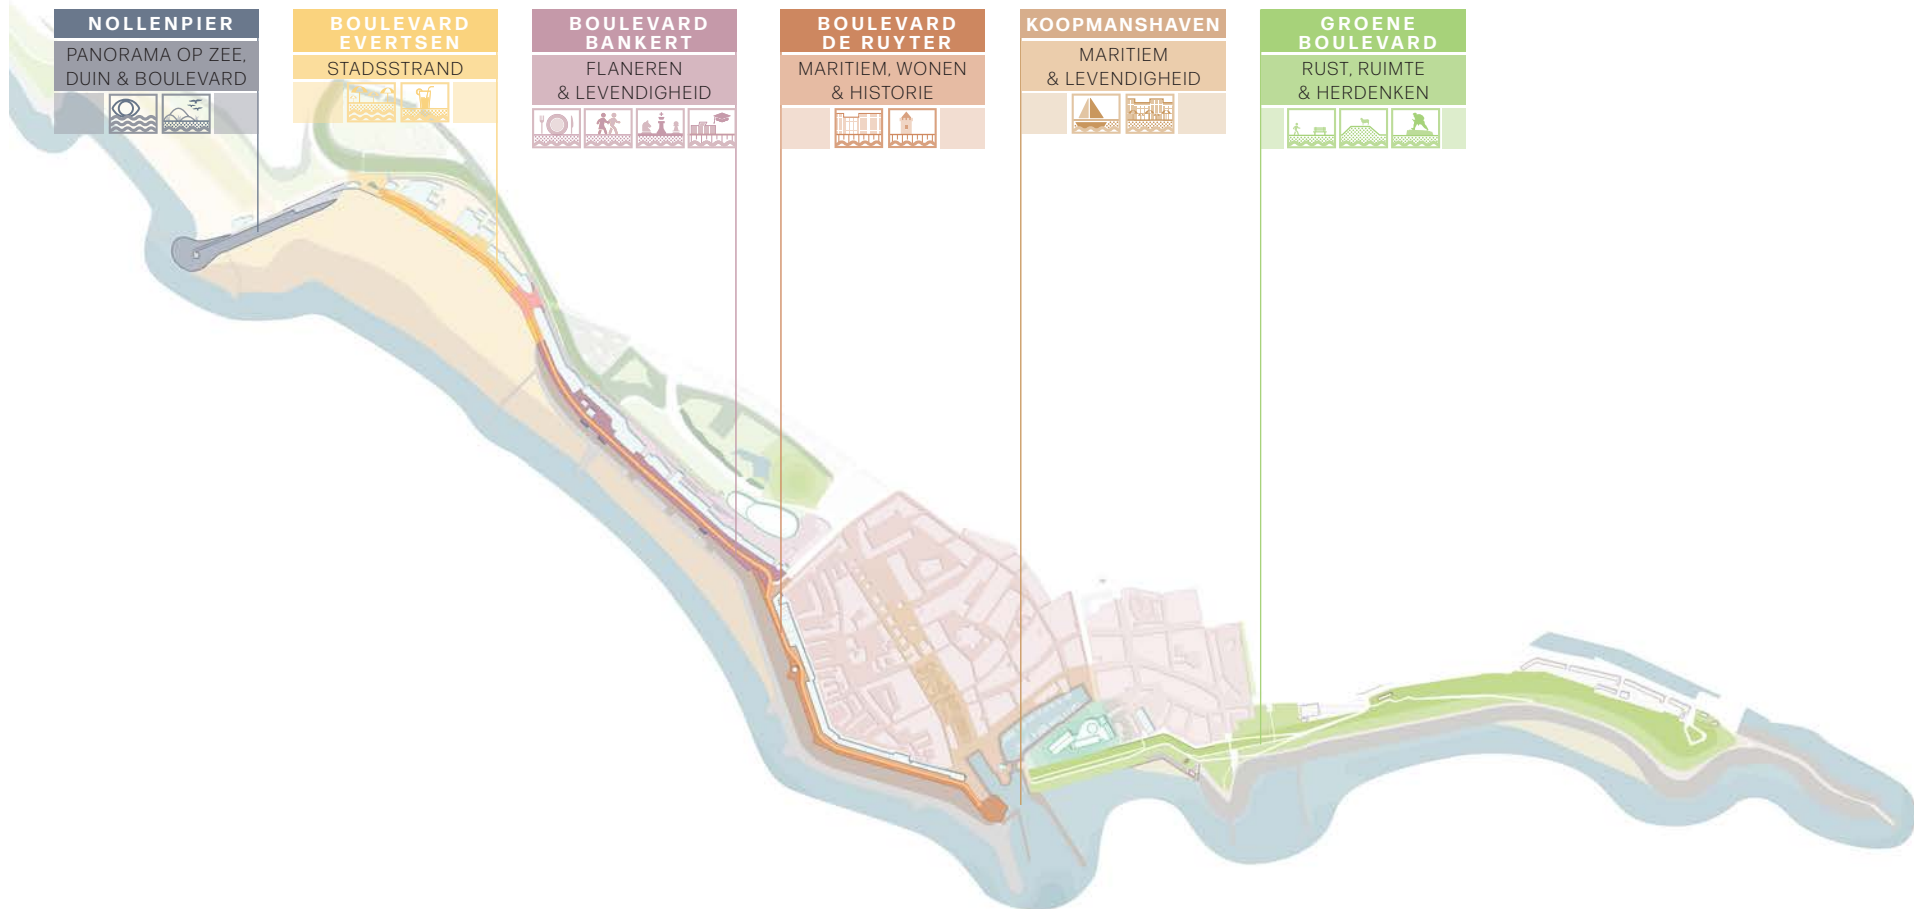 NOLLENPIER
PANORAMA OP ZEE,
DUIN & BOULEVARD
BOULEVARD
EVERTSEN
STADSSTRAND
BOULEVARD
BANKERT
FLANEREN
& LEVENDIGHEID
BOULEVARD
DE RUYTER
MARITIEM, WONEN
& HISTORIE
KOOPMANSHAVEN
MARITIEM
& LEVENDIGHEID
GROENE
BOULEVARD
RUST, RUIMTE
& HERDENKEN